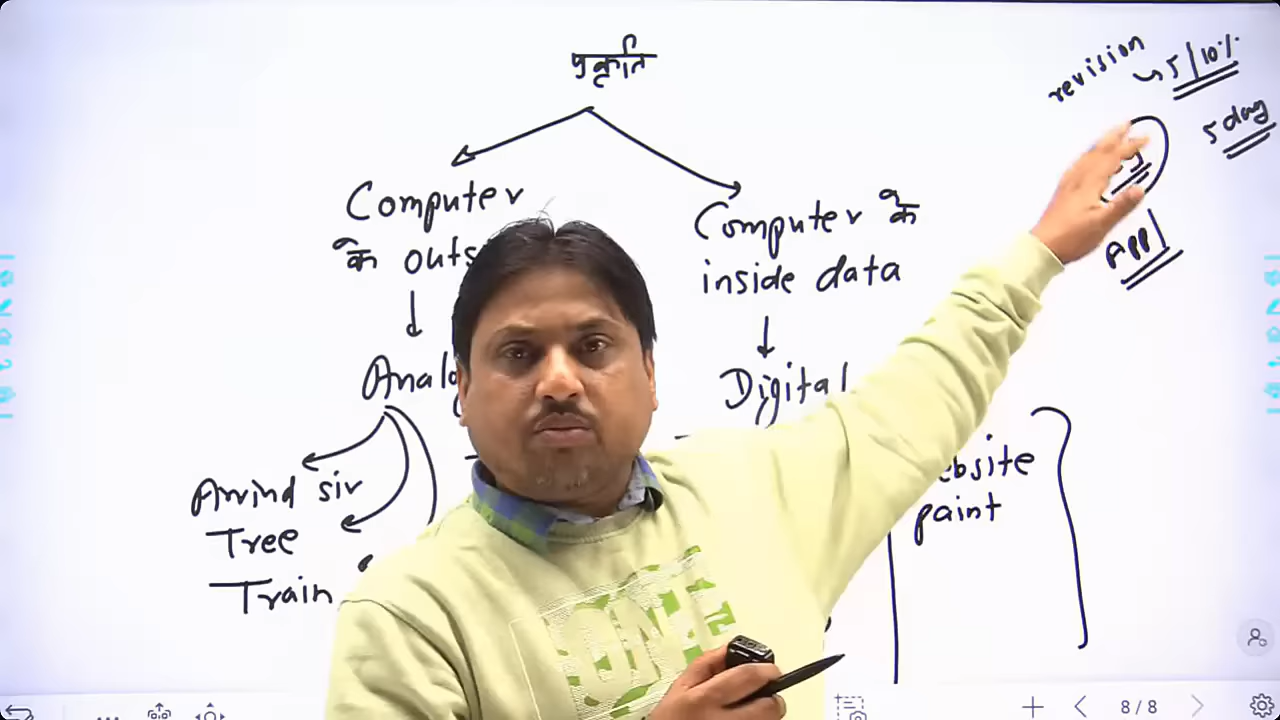 प्रकृति
revision
5/10%
5 day
APP
Computer
के outs
Analo
Arvind sir
Tree
Train
Computer के
inside data
Digital
ebsite
paint
8/8